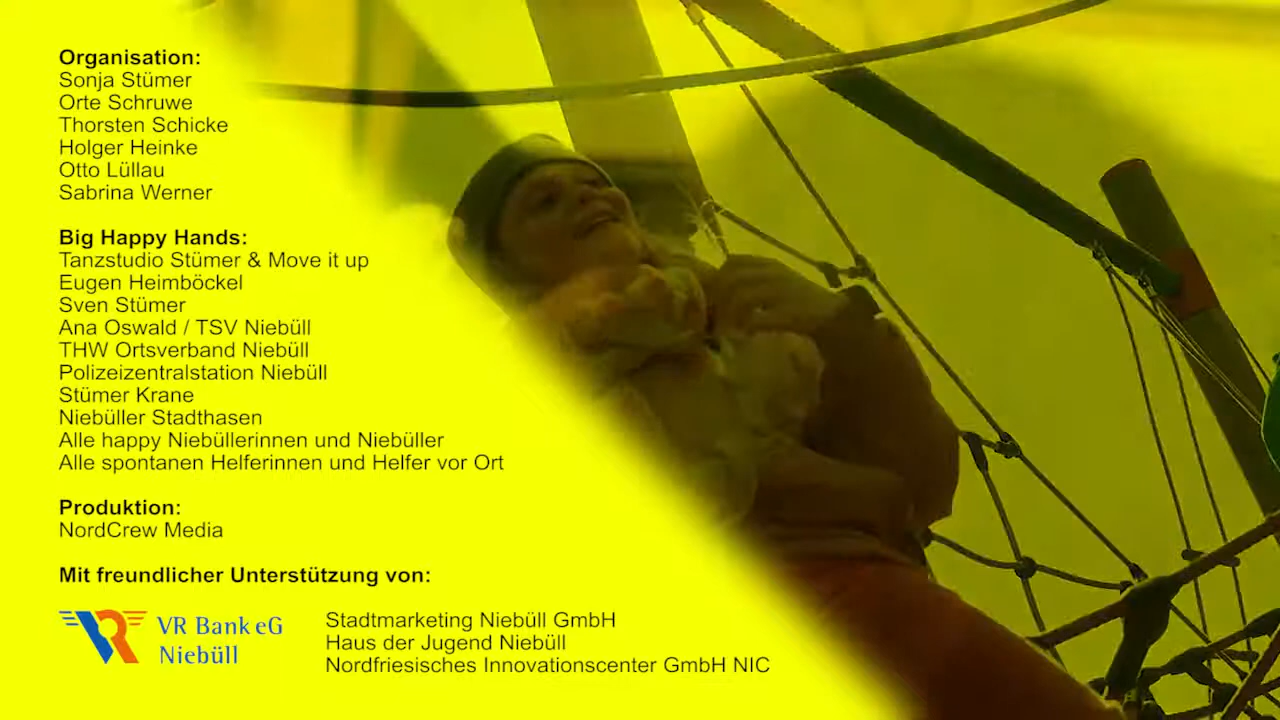 Organisation:
Sonja Stümer
Orte Schruwe
Thorsten Schicke
Holger Heinke
Otto Lüllau
Sabrina Werner
Big Happy Hands:
Tanzstudio Stümer & Move it up
Eugen Heimböckel
Sven Stümer
Ana Oswald / TSV Niebüll
THW Ortsverband Niebüll
Polizeizentralstation Niebüll
Stümer Krane
Niebüller Stadthasen
Alle happy Niebüllerinnen und Niebüller
Alle spontanen Helferinnen und Helfer vor Ort
Produktion:
NordCrew Media
Mit freundlicher Unterstützung von:
VR Bank eG
Niebüll
Stadtmarketing Niebüll GmbH
Haus der Jugend Niebüll
Nordfriesisches Innovationscenter GmbH NIC